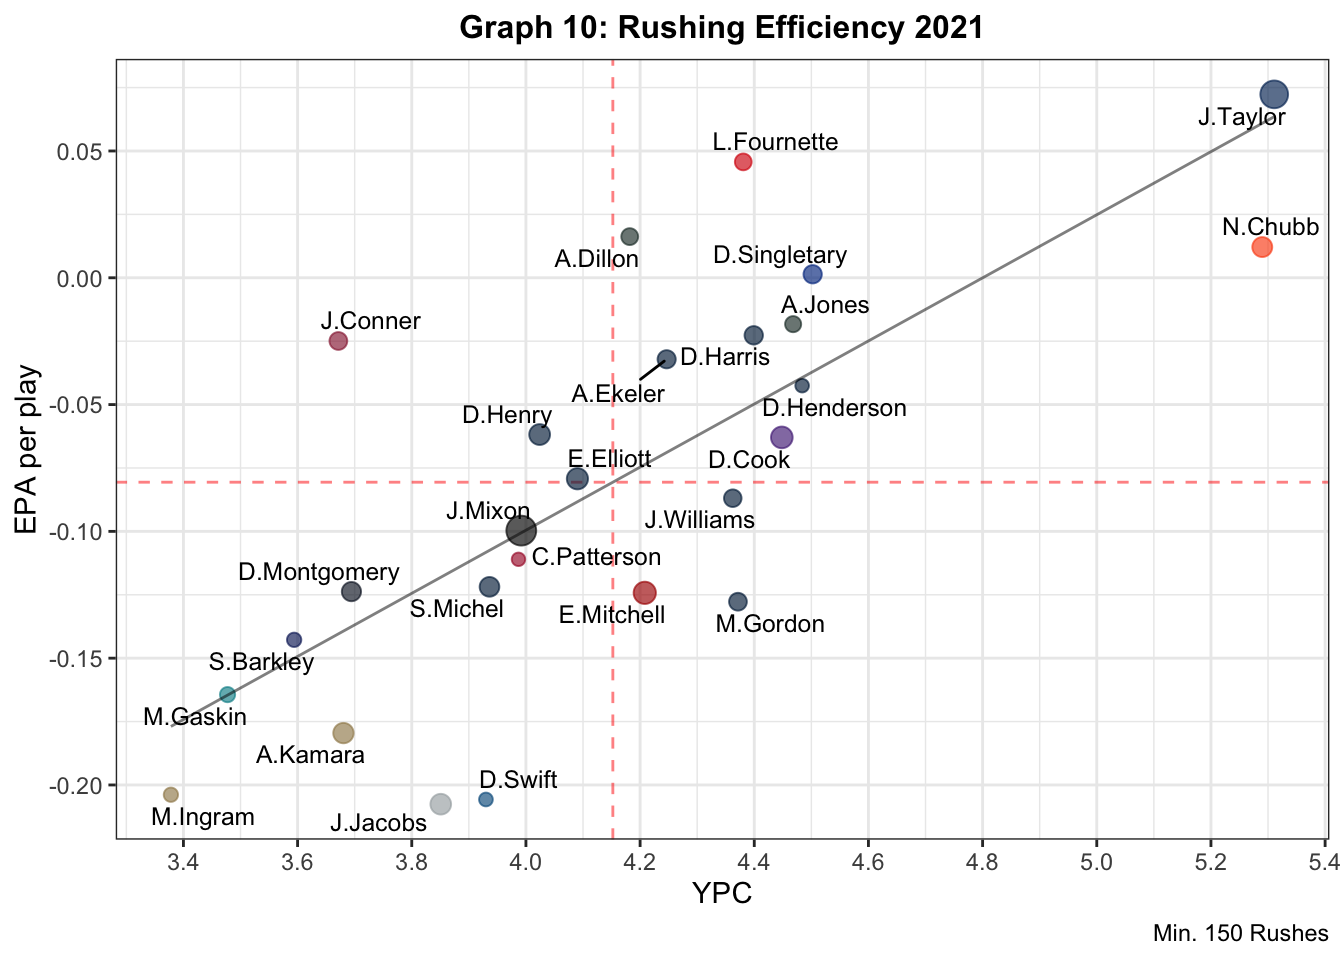 Graph 10: Rushing Efficiency 2021
J.Taylor
L.Fournette
N.Chubb
A.Dillon
D.Singletary
A.Jones
J.Conner
D.Harris
A.Ekeler
D.Henderson
D.Henry
D.Cook
E.Elliott
J.Mixon
J.Williams
C.Patterson
D.Montgomery
S.Michel
E.Mitchell
M.Gordon
S.Barkley
M.Gaskin
A.Kamara
D.Swift
M.Ingram
J.Jacobs
0.05
0.00
-0.05
-0.10
-0.15
-0.20
EPA per play
3.4 3.6 3.8 4.0 4.2 4.4 4.6 4.8 5.0 5.2 5.4
YPC
Min. 150 Rushes